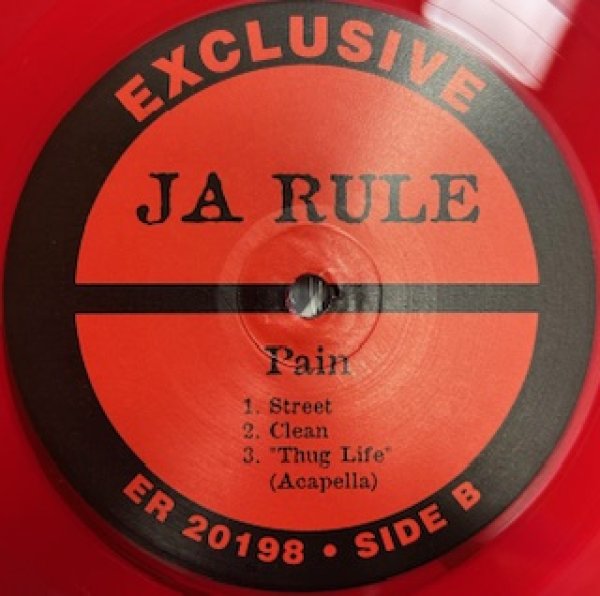 EXCLUSIVE
JA RULE
Pain
1. Street
2. Clean
3. "Thug Life"
(Acapella)
ER 20198 • SIDE B